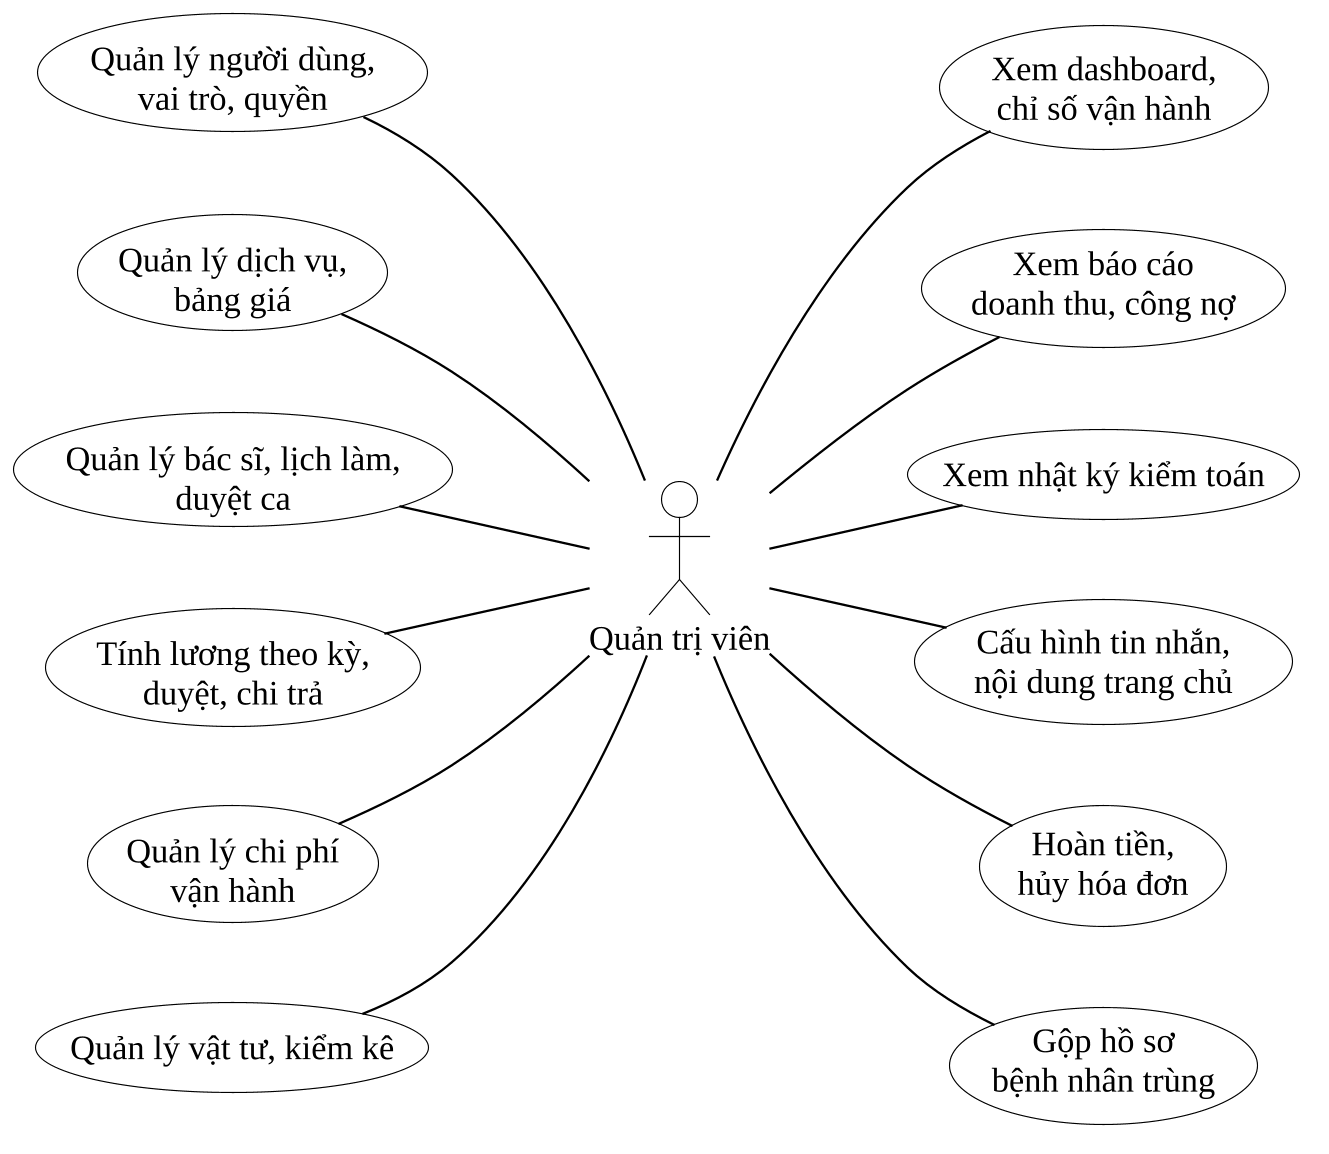 Quản lý người dùng,
vai trò, quyền
Quản lý dịch vụ,
bảng giá
Quản lý bác sĩ, lịch làm,
duyệt ca
Tính lương theo kỳ,
duyệt, chi trả
Quản lý chi phí
vận hành
Quản lý vật tư, kiểm kê
Quản trị viên
Xem dashboard,
chỉ số vận hành
Xem báo cáo
doanh thu, công nợ
Xem nhật ký kiểm toán
Cấu hình tin nhắn,
nội dung trang chủ
Hoàn tiền,
hủy hóa đơn
Gộp hồ sơ
bệnh nhân trùng